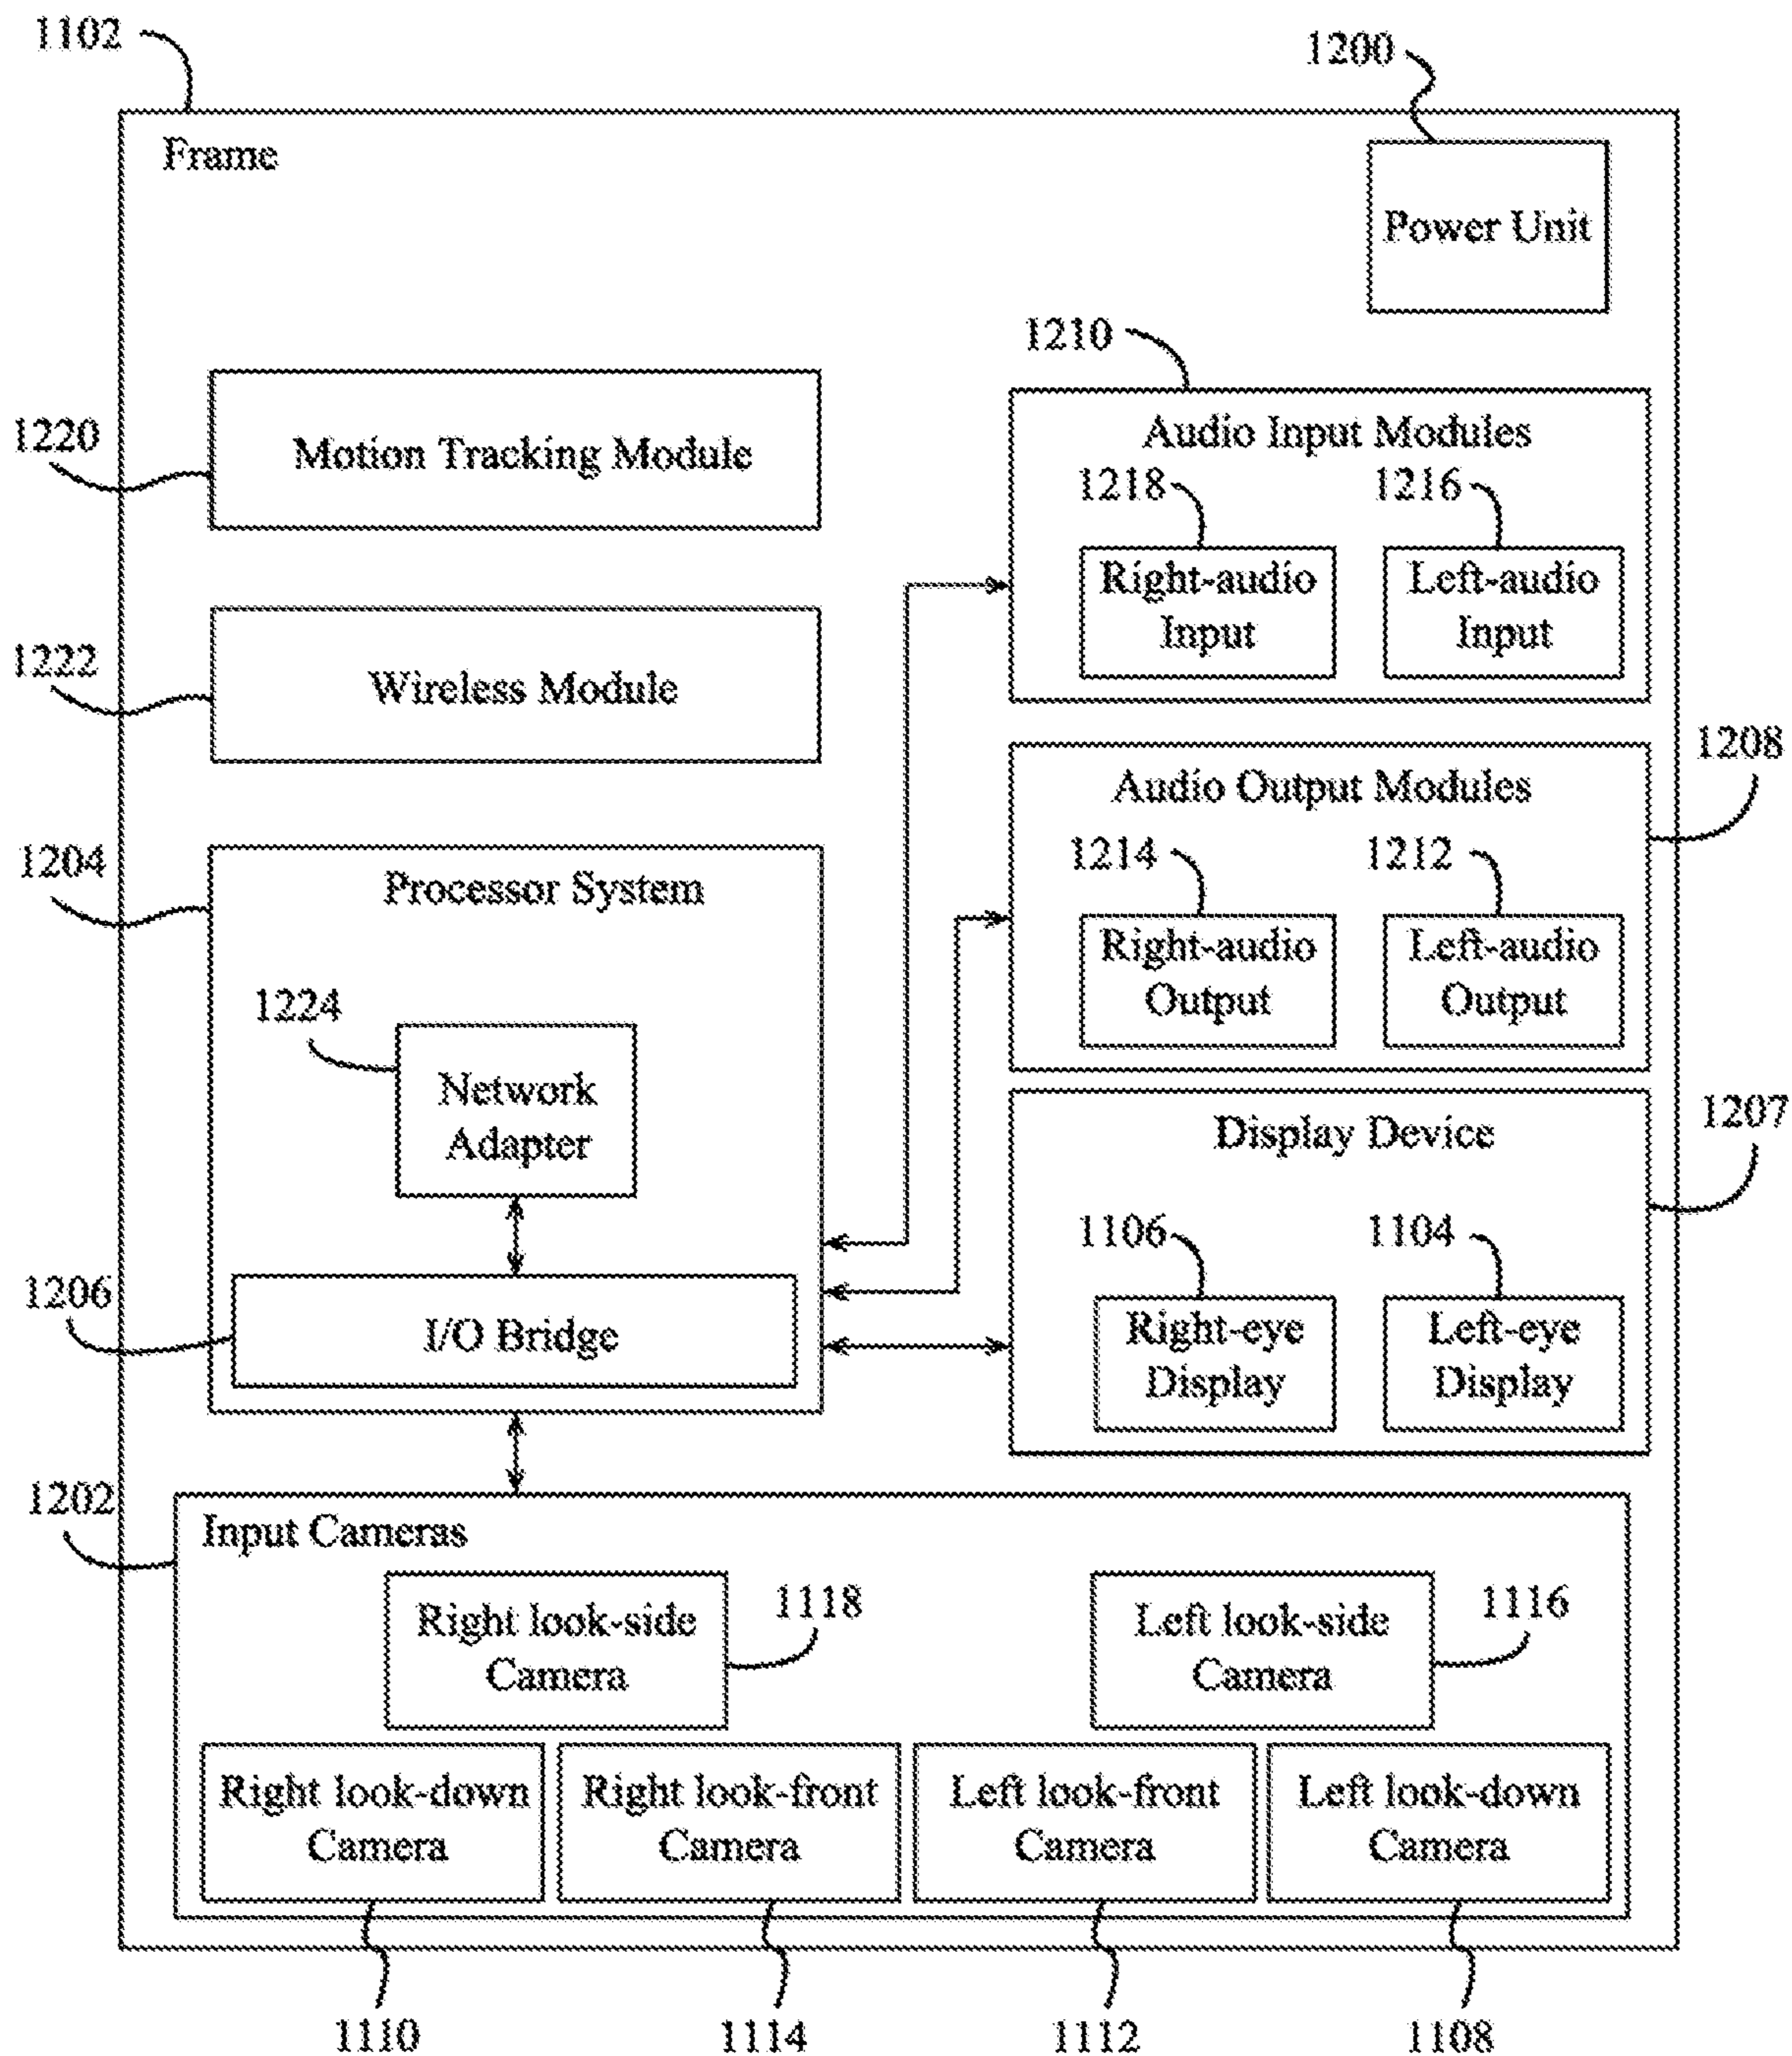 1102
1200
Frame
Power Unit
1210
1220
Motion Tracking Module
Audio Input Modules
1218
1216
Right-audio
Input
Left-audio
Input
1222
Wireless Module
1208
Audio Output Modules
1214
1212
Right-audio
Output
Left-audio
Output
1204
Processor System
1224
Network
Adapter
1207
Display Device
1106
1104
Right-eye
Display
Left-eye
Display
1206
I/O Bridge
1202
Input Cameras
Right look-side
Camera
1118
Left look-side
Camera
1116
Right look-down
Camera
Right look-front
Camera
Left look-front
Camera
Left look-down
Camera
1110
1114
1112
1108